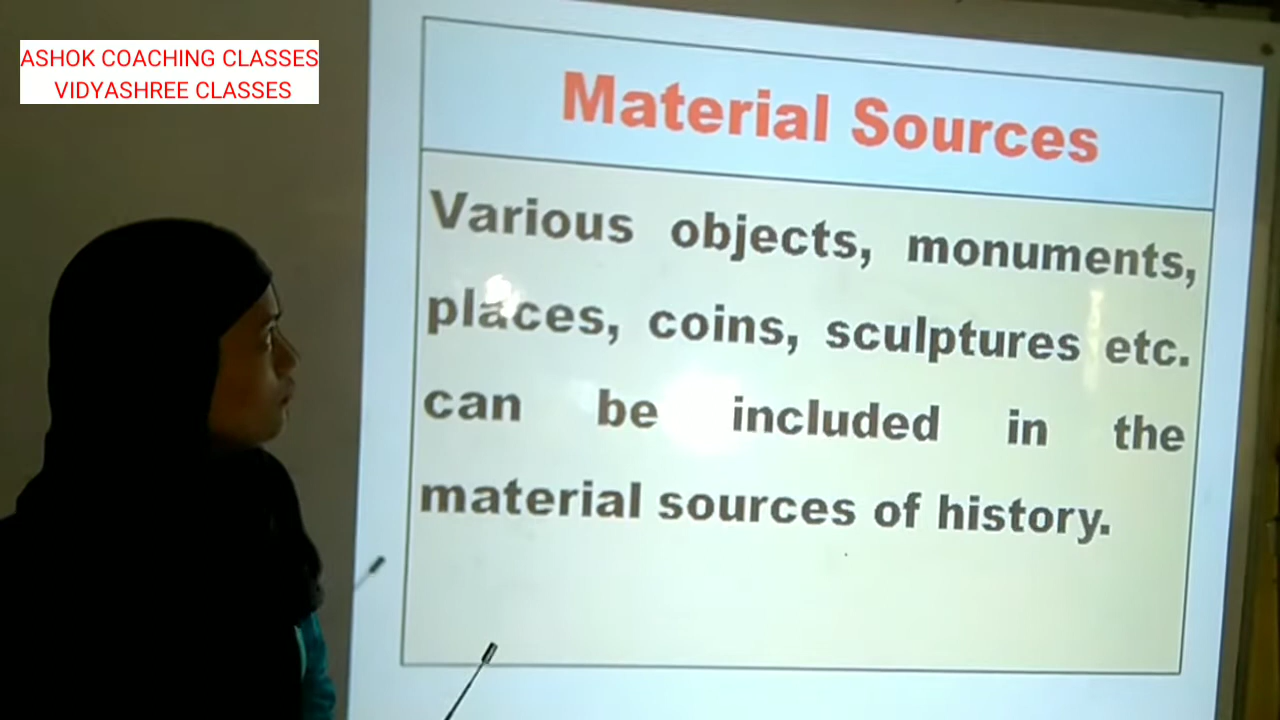 ASHOK COACHING CLASSES
VIDYASHREE CLASSES
Material Sources
Various objects, monuments,
places, coins, sculptures etc.
can be included in the
material sources of history.